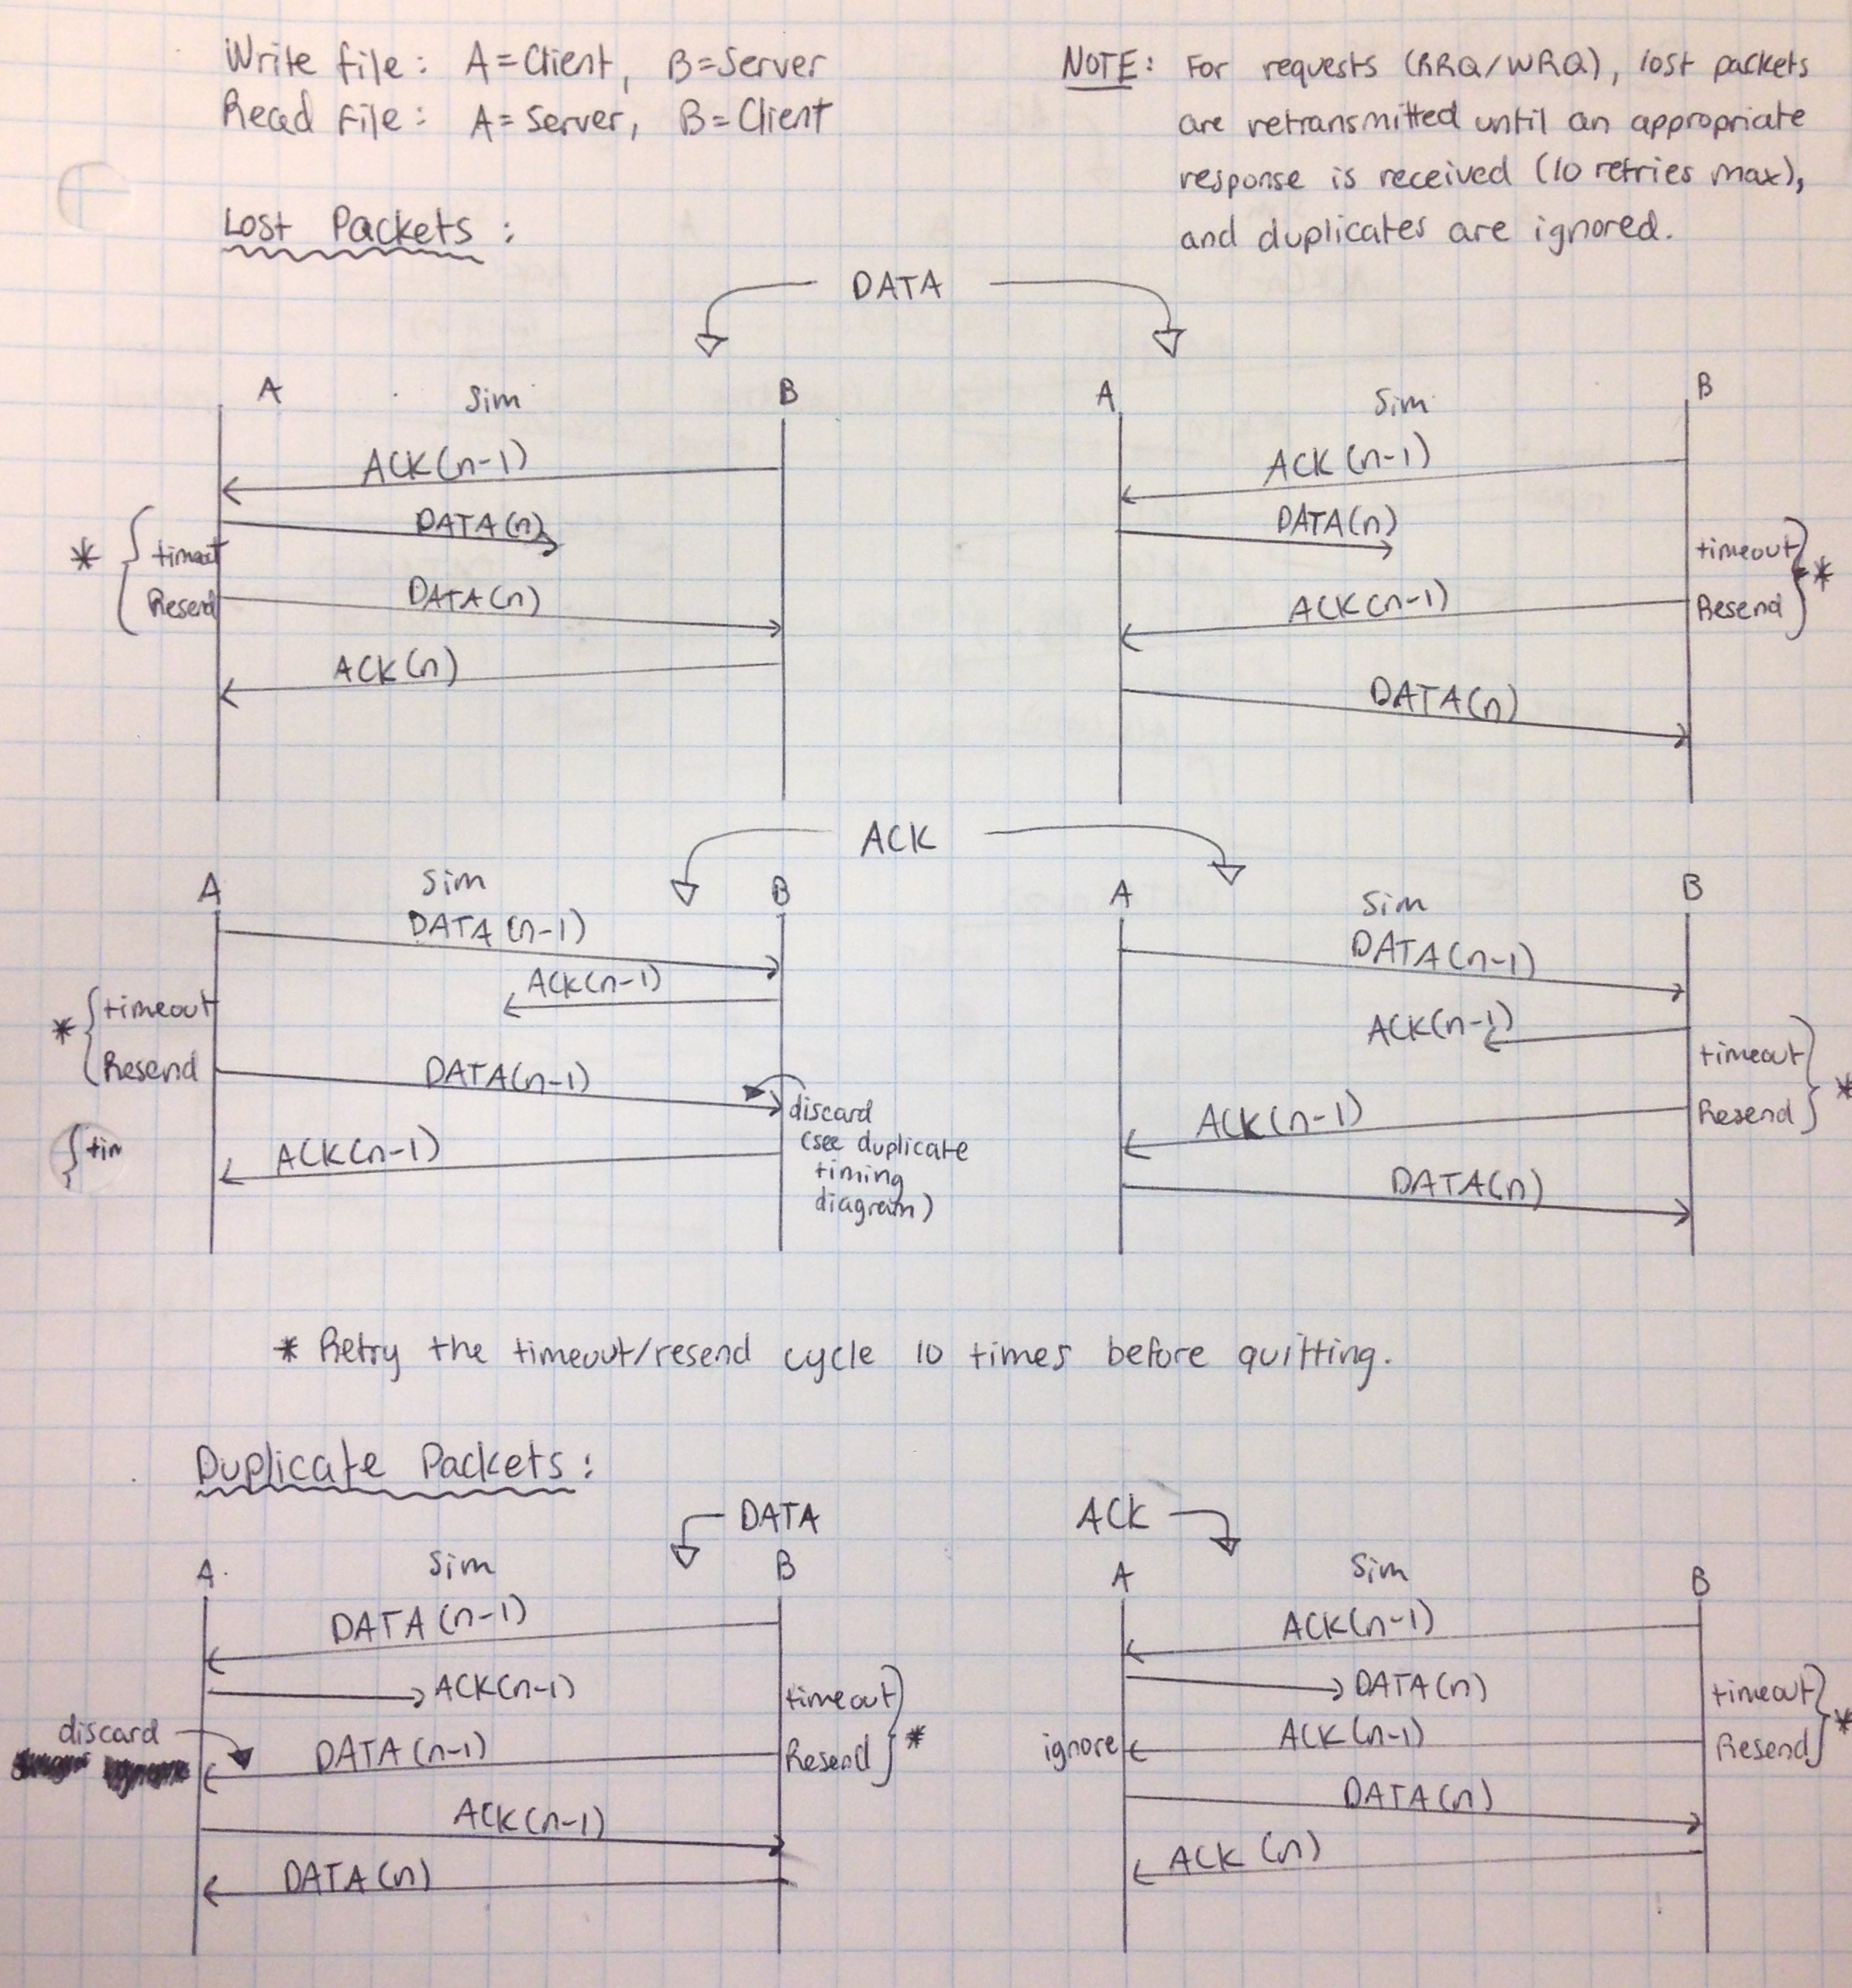 Write file: A=Client, B=Server
Read File: A=Server, B=Client
NOTE: For requests (RRQ/WRQ), lost packets
are retransmitted until an appropriate
response is received (10 retries max),
and duplicates are ignored.
Lost Packets:
DATA
A Sim B
ACK(n-1)
DATA(n)
* timeout
Resend
DATA(n)
ACK(n)
A Sim B
ACK(n-1)
DATA(n)
timeout *
ACK(n-1) Resend
DATA(n)
ACK
A Sim B
DATA(n-1)
ACK(n-1)
* timeout
Resend DATA(n-1)
discard
(see duplicate
timing
diagram)
tim
ACK(n-1)
A Sim B
DATA(n-1)
ACK(n-1)
timeout *
ACK(n-1) Resend
DATA(n)
* Retry the timeout/resend cycle 10 times before quitting.
Duplicate Packets:
DATA
A Sim B
DATA(n-1)
ACK(n-1) timeout *
discard
DATA(n-1) Resend
ACK(n-1)
DATA(n)
ACK
A Sim B
ACK(n-1)
DATA(n) timeout *
ignore ACK(n-1) Resend
DATA(n)
ACK(n)